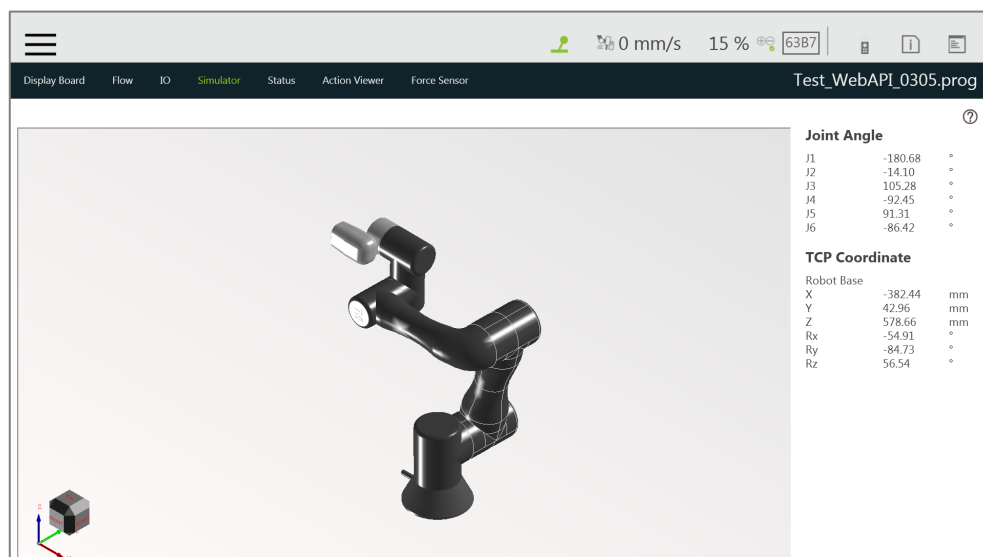 0 mm/s 15 % 63B7
Display Board Flow IO Simulator Status Action Viewer Force Sensor Test_WebAPI_0305.prog
Joint Angle
J1 -180.68 °
J2 -14.10 °
J3 105.28 °
J4 -92.45 °
J5 91.31 °
J6 -86.42 °
TCP Coordinate
Robot Base
X -382.44 mm
Y 42.96 mm
Z 578.66 mm
Rx -54.91 °
Ry -84.73 °
Rz 56.54 °